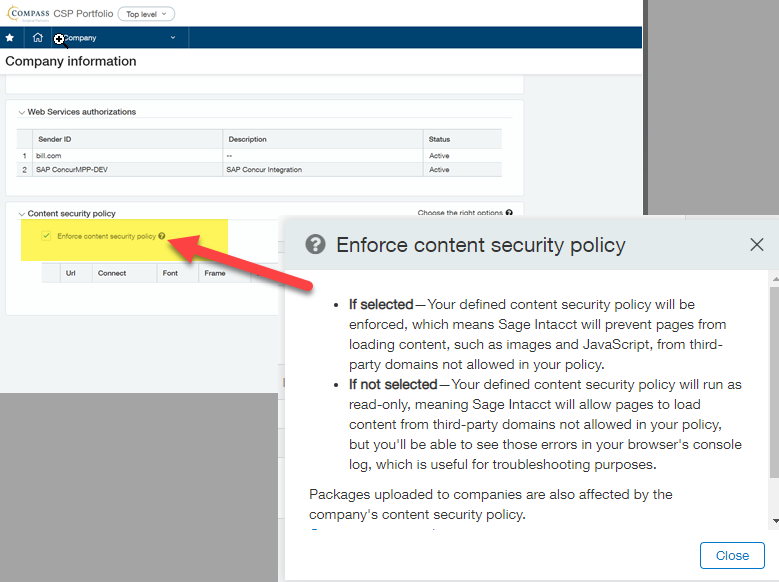 COMPASS CSP Portfolio Top level
Company
Company information
Web Services authorizations
Sender ID Description Status
1 bill.com -- Active
2 SAP ConcurMPP-DEV SAP Concur Integration Active
Content security policy Choose the right options
Enforce content security policy
Url Connect Font Frame
Enforce content security policy
• If selected—Your defined content security policy will be
enforced, which means Sage Intacct will prevent pages from
loading content, such as images and JavaScript, from third-
party domains not allowed in your policy.
• If not selected—Your defined content security policy will run as
read-only, meaning Sage Intacct will allow pages to load
content from third-party domains not allowed in your policy,
but you'll be able to see those errors in your browser's console
log, which is useful for troubleshooting purposes.
Packages uploaded to companies are also affected by the
company's content security policy.
Close